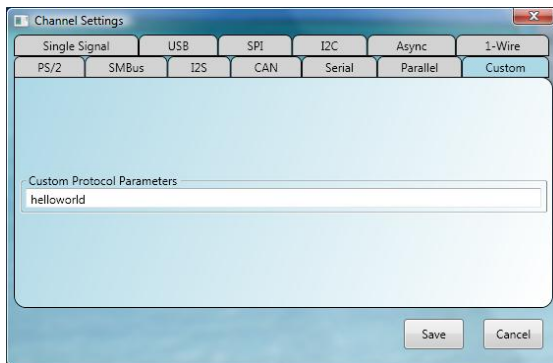 Channel Settings
Single Signal USB SPI I2C Async 1-Wire
PS/2 SMBus I2S CAN Serial Parallel Custom
Custom Protocol Parameters
helloworld
Save Cancel